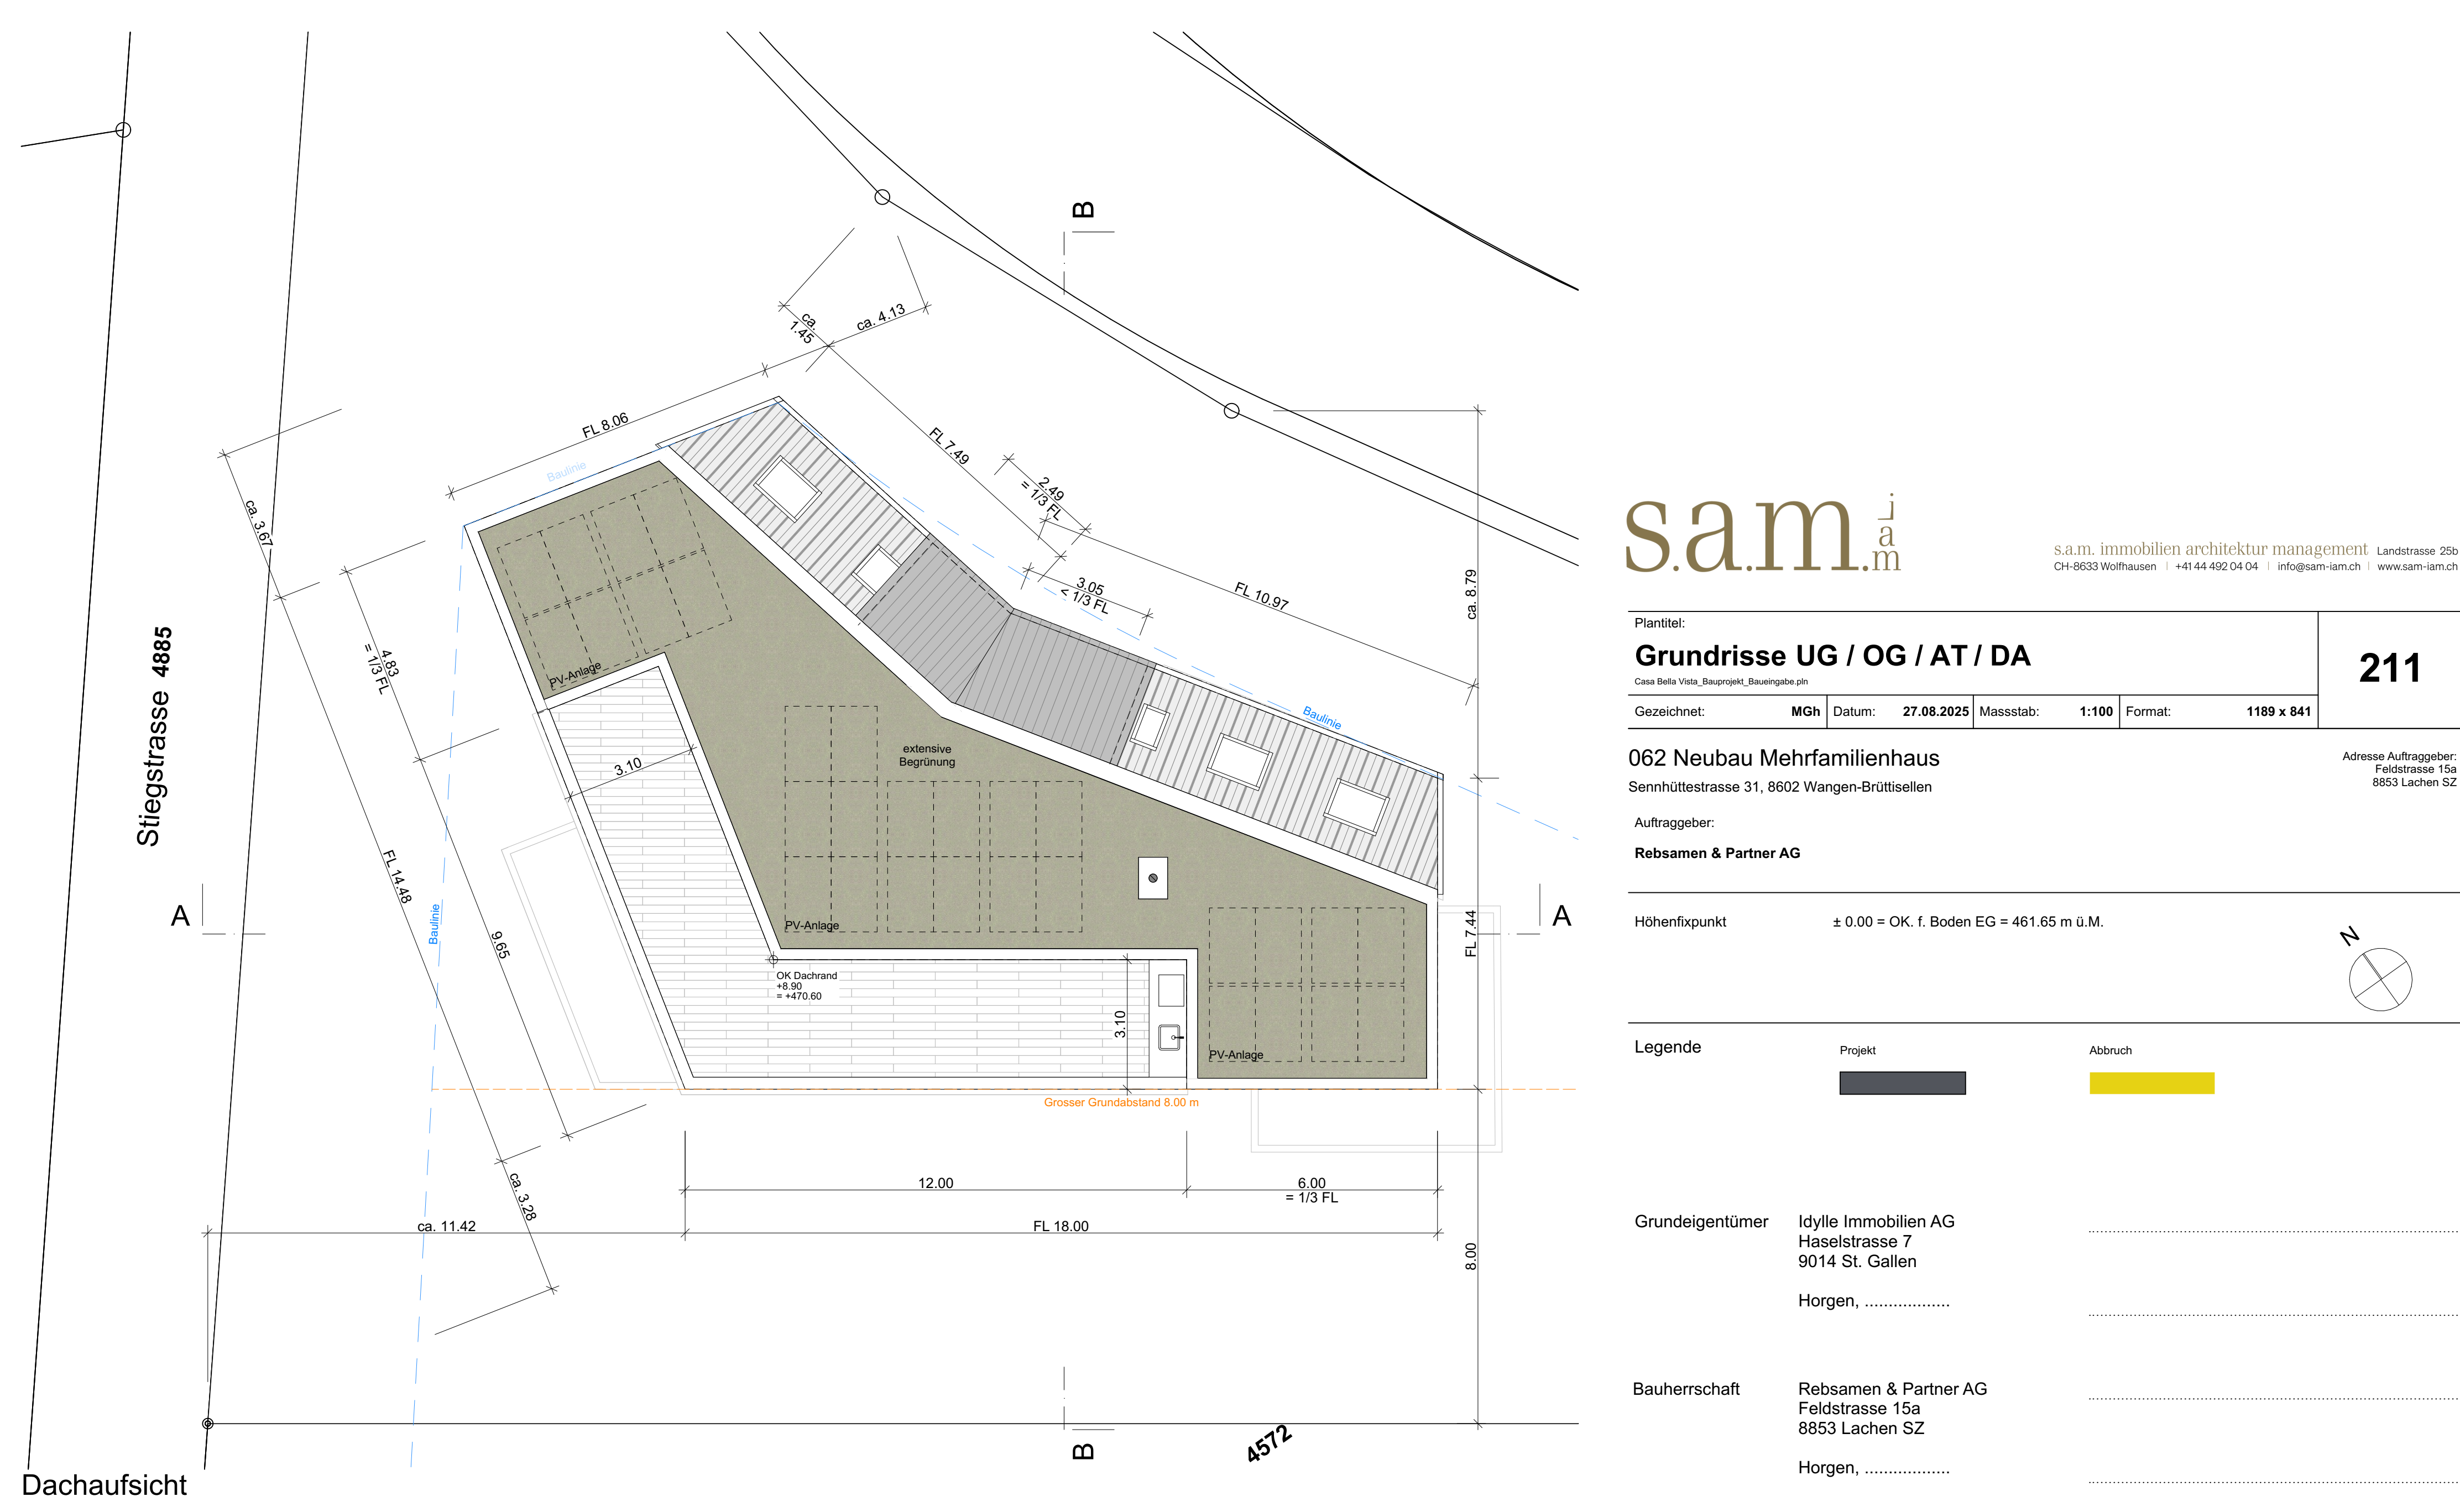 B
ca. 4.13
ca.
1.45
FL 8.06
FL 7.49
Baulinie
2.49
= 1/3 FL
ca. 3.67
3.05
< 1/3 FL
FL 10.97
ca. 8.79
4.83
= 1/3 FL
PV-Anlage
Baulinie
Stiegstrasse 4885
3.10
extensive
Begrünung
FL 14.48
Baulinie
9.65
A
A
FL 7.44
PV-Anlage
OK Dachrand
+8.90
= +470.60
3.10
PV-Anlage
Grosser Grundabstand 8.00 m
12.00
6.00
= 1/3 FL
ca. 3.28
ca. 11.42
FL 18.00
8.00
B
4572
Dachaufsicht
s.a.m. iam
s.a.m. immobilien architektur management Landstrasse 25b
CH-8633 Wolfhausen | +41 44 492 04 04 | info@sam-iam.ch | www.sam-iam.ch
Plantitel:
Grundrisse UG / OG / AT / DA
Casa Bella Vista_Bauprojekt_Baueingabe.pln
211
Gezeichnet: MGh Datum: 27.08.2025 Massstab: 1:100 Format: 1189 x 841
062 Neubau Mehrfamilienhaus
Sennhüttestrasse 31, 8602 Wangen-Brüttisellen
Adresse Auftraggeber:
Feldstrasse 15a
8853 Lachen SZ
Auftraggeber:
Rebsamen & Partner AG
Höhenfixpunkt ± 0.00 = OK. f. Boden EG = 461.65 m ü.M.
N
Legende Projekt Abbruch
Grundeigentümer Idylle Immobilien AG
Haselstrasse 7
9014 St. Gallen
Horgen, ..................
Bauherrschaft Rebsamen & Partner AG
Feldstrasse 15a
8853 Lachen SZ
Horgen, ..................